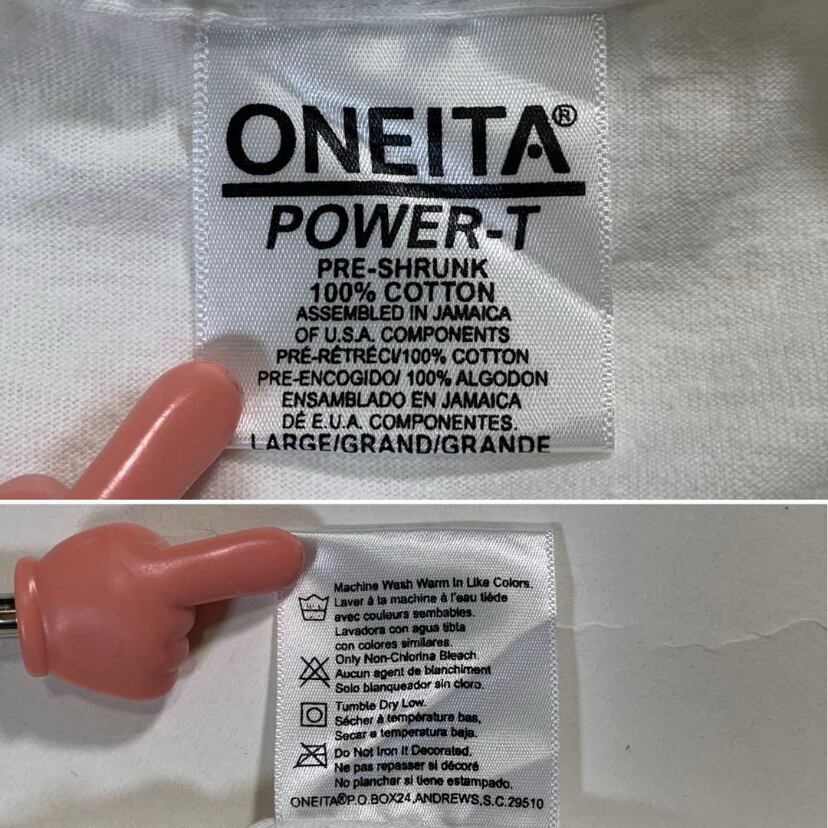 ONEITA®
POWER-T
PRE-SHRUNK
100% COTTON
ASSEMBLED IN JAMAICA
OF U.S.A. COMPONENTS
PRÉ-RÉTRÉCI/100% COTTON
PRE-ENCOGIDO/ 100% ALGODON
ENSAMBLADO EN JAMAICA
DÉ E.U.A. COMPONENTES.
LARGE/GRAND/GRANDE
Machine Wash Warm In Like Colors.
Laver à la machine à l'eau tiède
avec couleurs sembables.
Lavadora con agua tibta
con colores similares.
Only Non-Chlorina Bleach
Aucun agent de blanchiment
Solo blanqueador sin cloro.
Tumble Dry Low.
Sécher à température bas,
Secar a temperatura baja.
Do Not Iron It Decorated.
Ne pas repasser si décoré
No planchar si tiene estampado.
ONEITA®P.O.BOX24,ANDREWS,S.C.29510